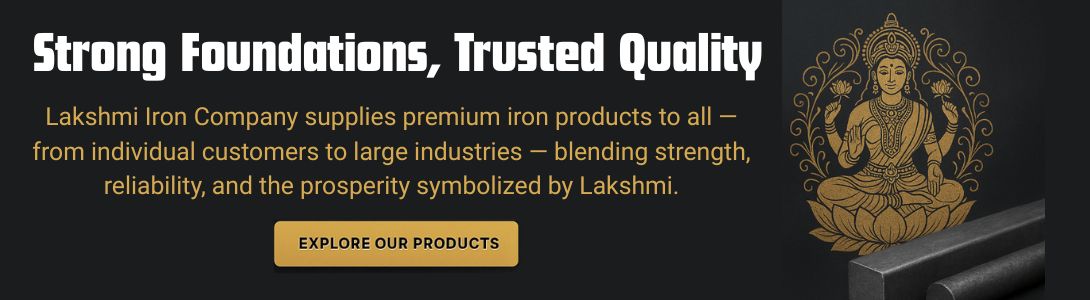 Strong Foundations, Trusted Quality
Lakshmi Iron Company supplies premium iron products to all —
from individual customers to large industries — blending strength,
reliability, and the prosperity symbolized by Lakshmi.
EXPLORE OUR PRODUCTS